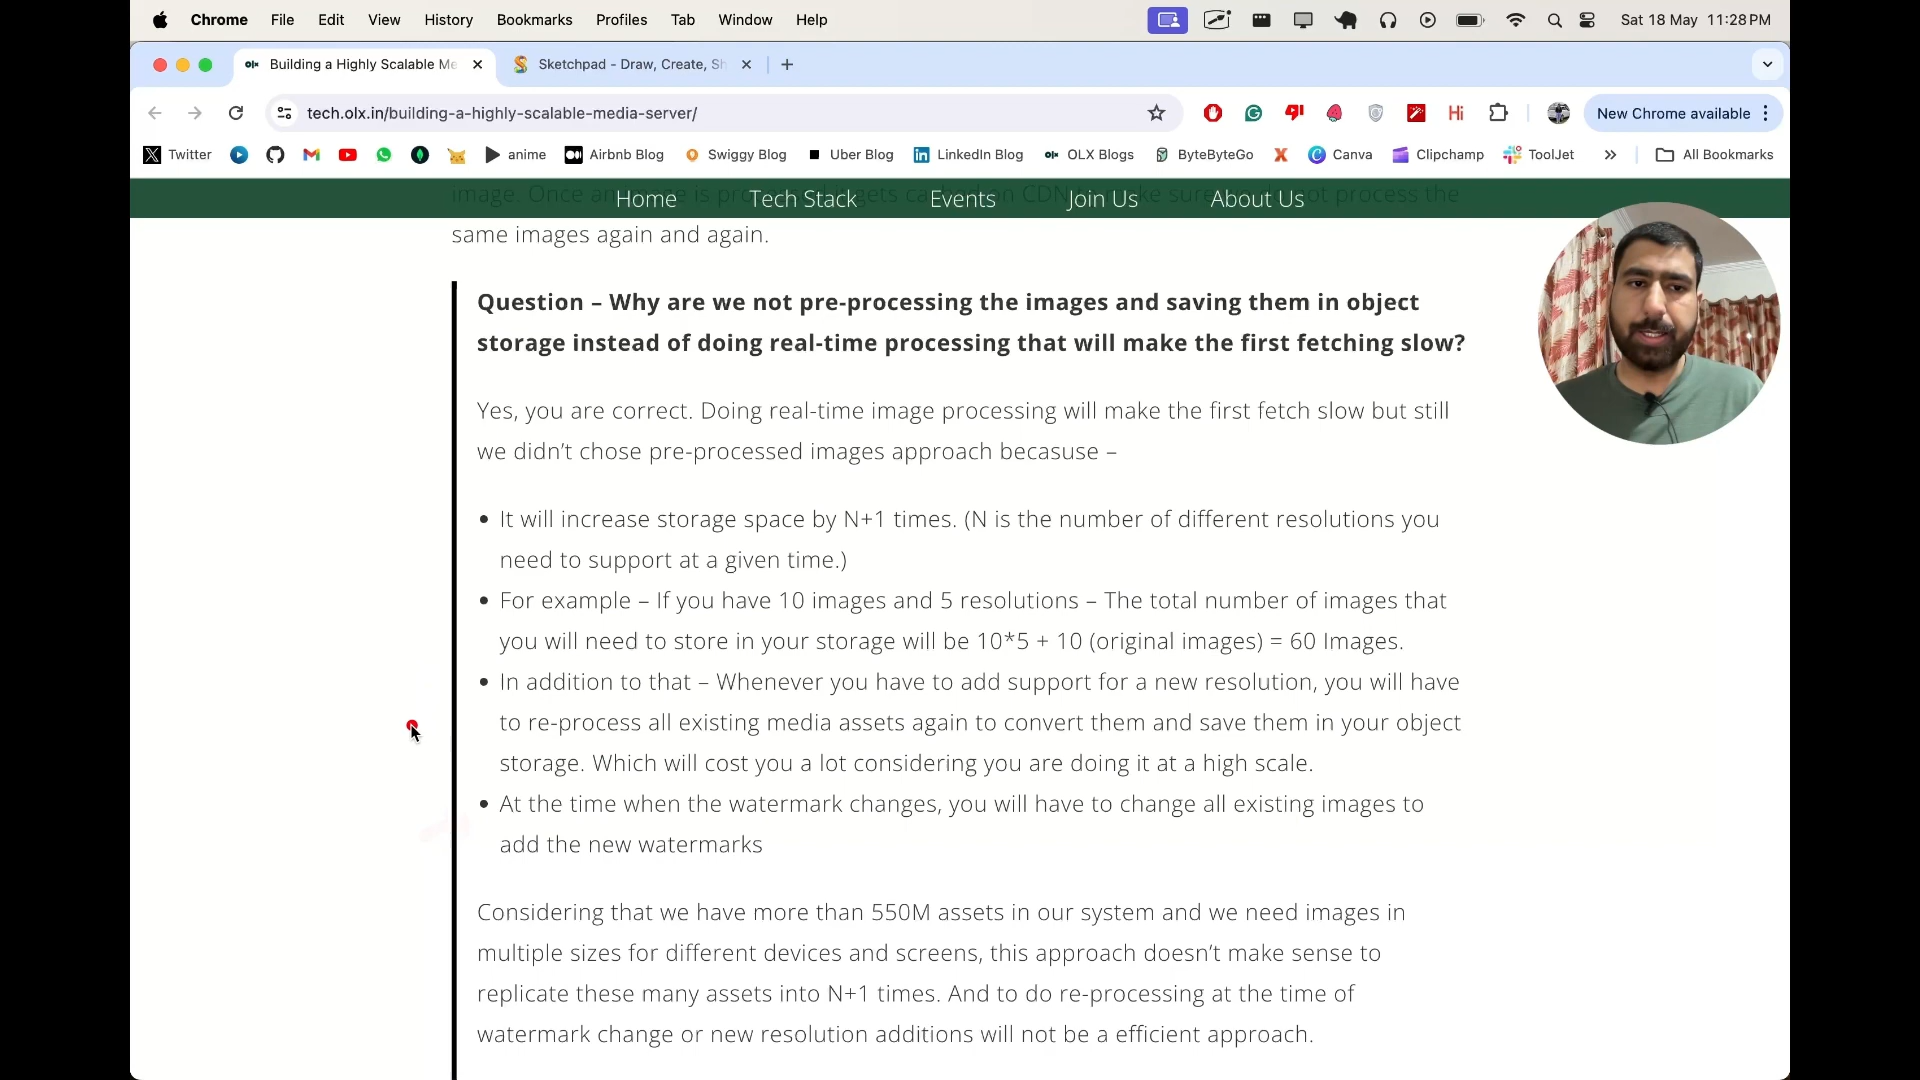 Chrome File Edit View History Bookmarks Profiles Tab Window Help Sat 18 May 11:28 PM
Building a Highly Scalable Me Sketchpad - Draw, Create, Sh
tech.olx.in/building-a-highly-scalable-media-server/ Hi New Chrome available
Twitter anime Airbnb Blog Swiggy Blog Uber Blog LinkedIn Blog OLX Blogs ByteByteGo Canva Clipchamp ToolJet All Bookmarks
Home Tech Stack Events Join Us About Us
same images again and again.
Question – Why are we not pre-processing the images and saving them in object
storage instead of doing real-time processing that will make the first fetching slow?
Yes, you are correct. Doing real-time image processing will make the first fetch slow but still
we didn’t chose pre-processed images approach becasuse –
• It will increase storage space by N+1 times. (N is the number of different resolutions you
need to support at a given time.)
• For example – If you have 10 images and 5 resolutions – The total number of images that
you will need to store in your storage will be 10*5 + 10 (original images) = 60 Images.
• In addition to that – Whenever you have to add support for a new resolution, you will have
to re-process all existing media assets again to convert them and save them in your object
storage. Which will cost you a lot considering you are doing it at a high scale.
• At the time when the watermark changes, you will have to change all existing images to
add the new watermarks
Considering that we have more than 550M assets in our system and we need images in
multiple sizes for different devices and screens, this approach doesn’t make sense to
replicate these many assets into N+1 times. And to do re-processing at the time of
watermark change or new resolution additions will not be a efficient approach.